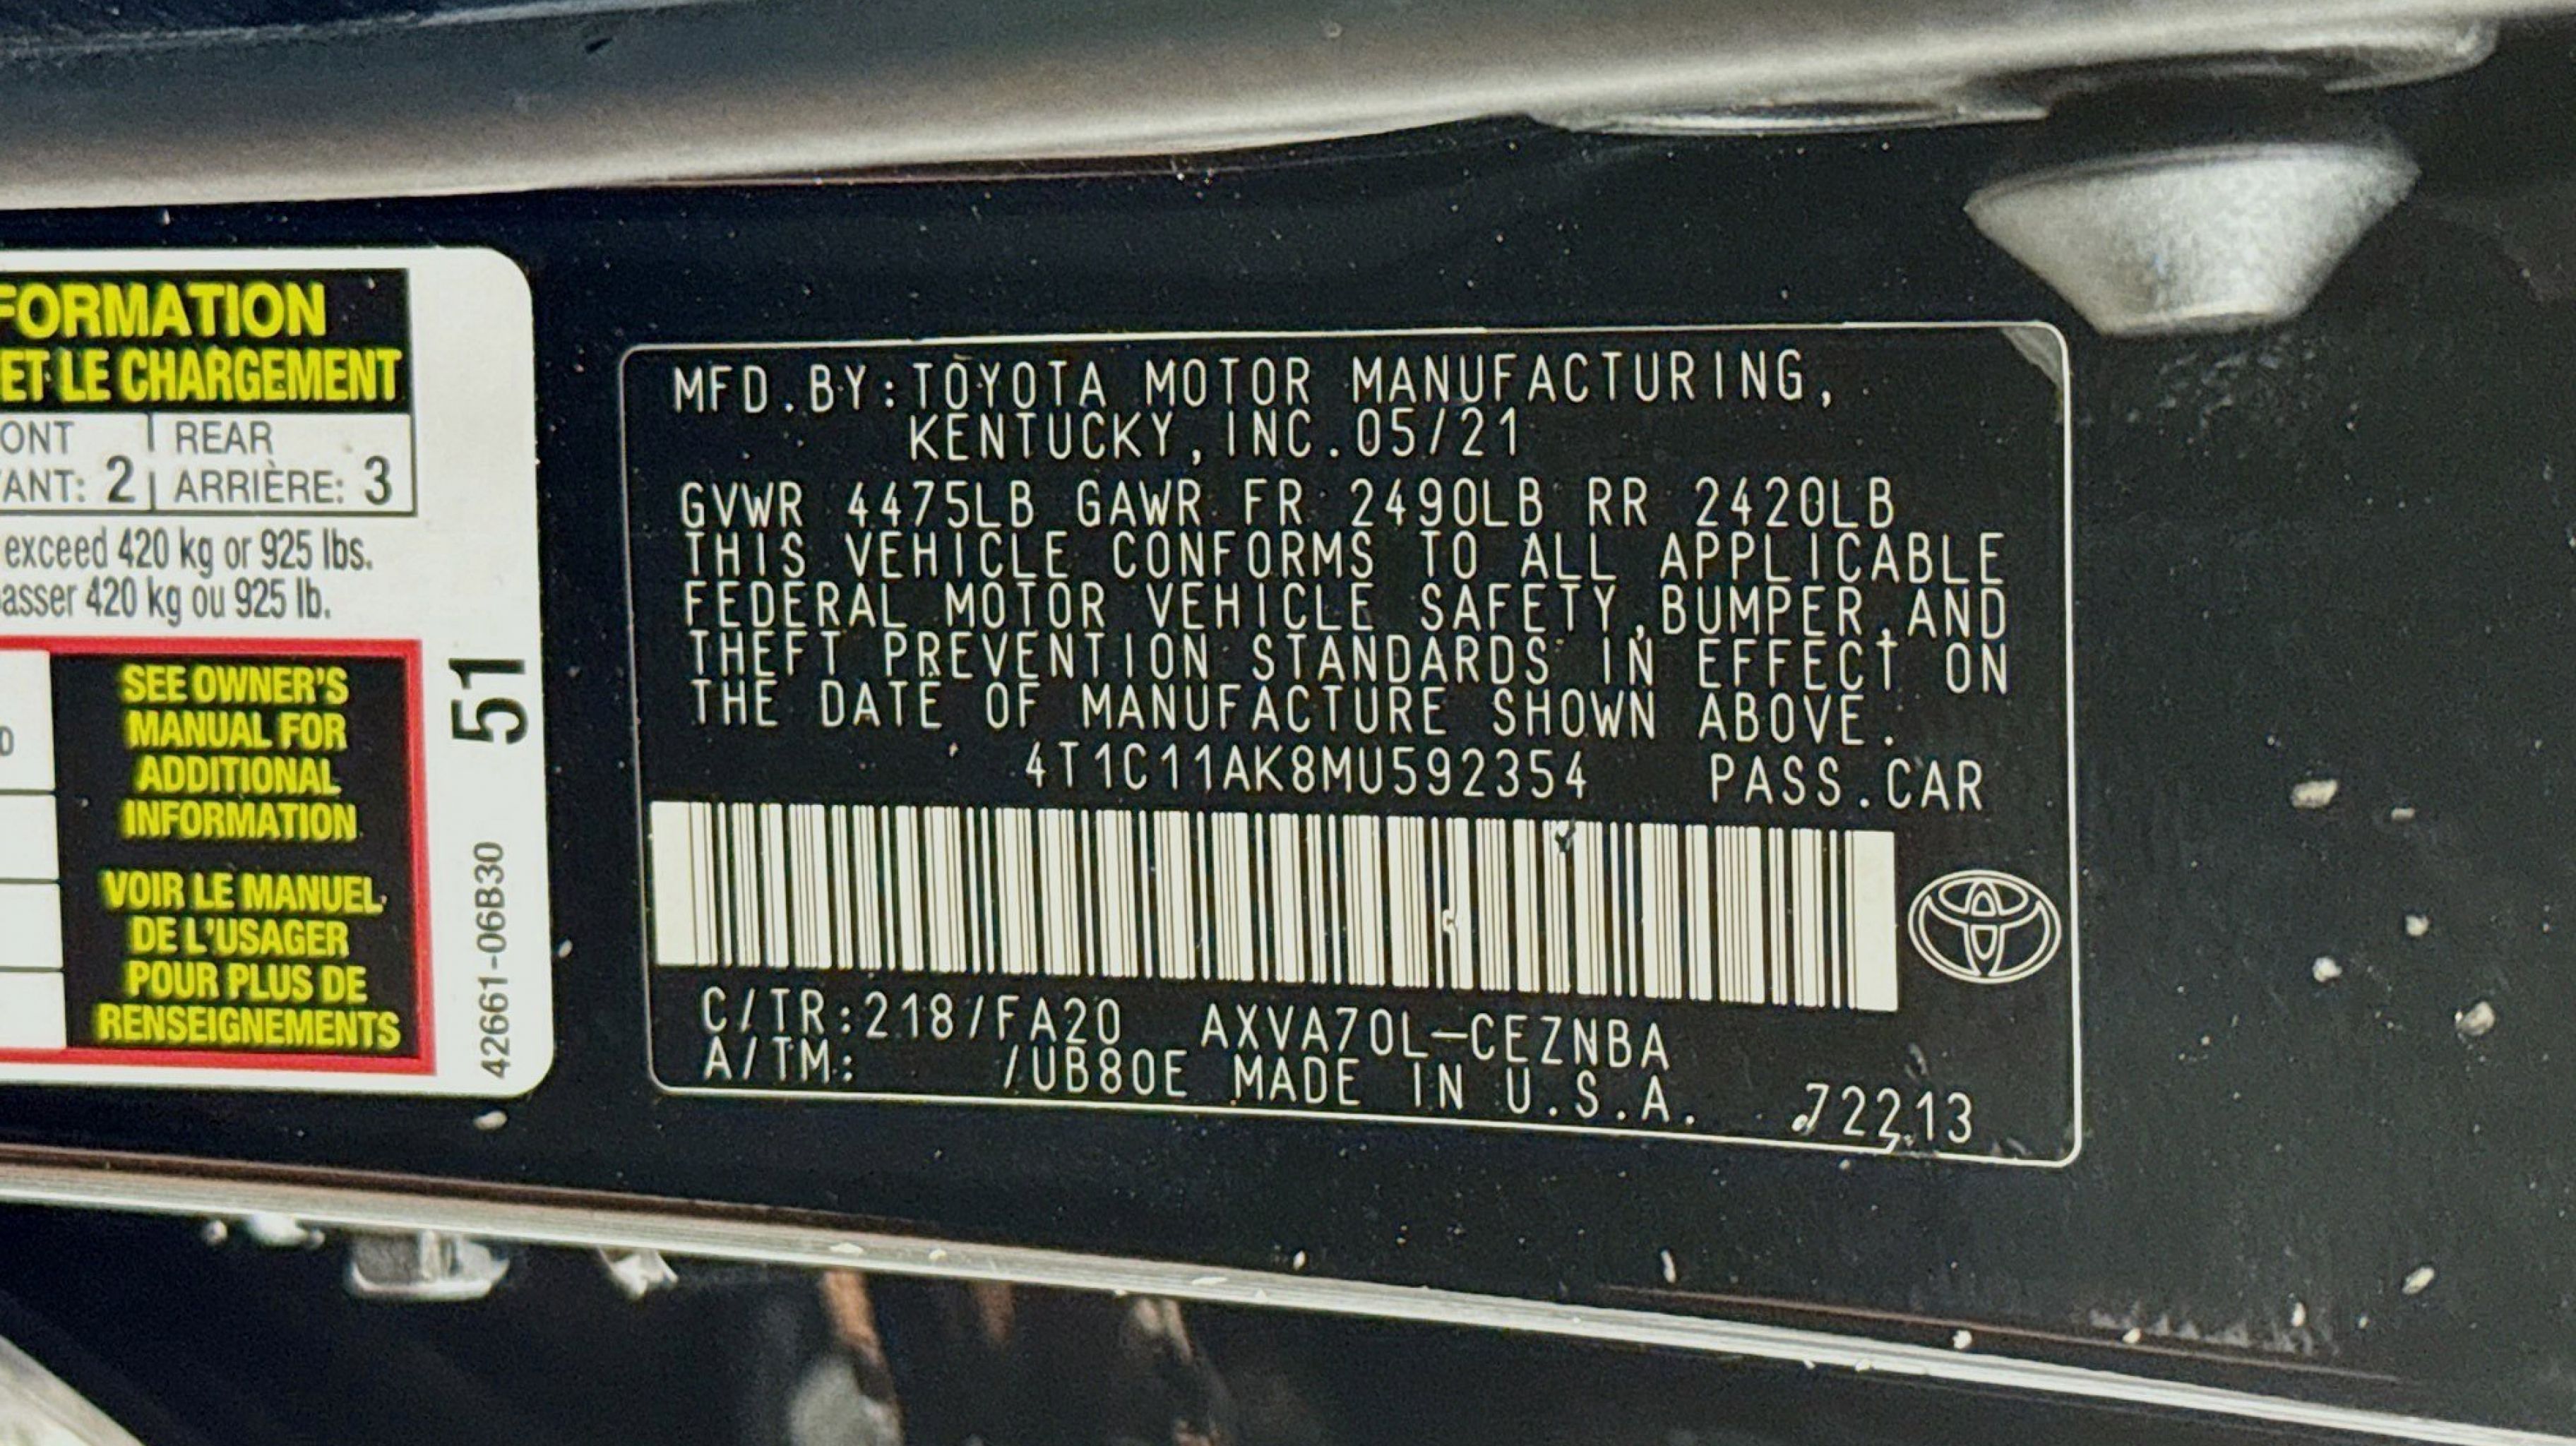 FORMATION
ET LE CHARGEMENT
ONT REAR
ANT: 2 ARRIÈRE: 3
exceed 420 kg or 925 lbs.
asser 420 kg ou 925 lb.
SEE OWNER'S
MANUAL FOR
ADDITIONAL
INFORMATION
VOIR LE MANUEL
DE L'USAGER
POUR PLUS DE
RENSEIGNEMENTS
51
42661-06B30
MFD.BY:TOYOTA MOTOR MANUFACTURING,
KENTUCKY,INC.05/21
GVWR 4475LB GAWR FR 2490LB RR 2420LB
THIS VEHICLE CONFORMS TO ALL APPLICABLE
FEDERAL MOTOR VEHICLE SAFETY,BUMPER,AND
THEFT PREVENTION STANDARDS IN EFFECT ON
THE DATE OF MANUFACTURE SHOWN ABOVE.
4T1C11AK8MU592354 PASS.CAR
C/TR:218/FA20 AXVA70L-CEZNBA
A/TM: /UB80E MADE IN U.S.A. 72213